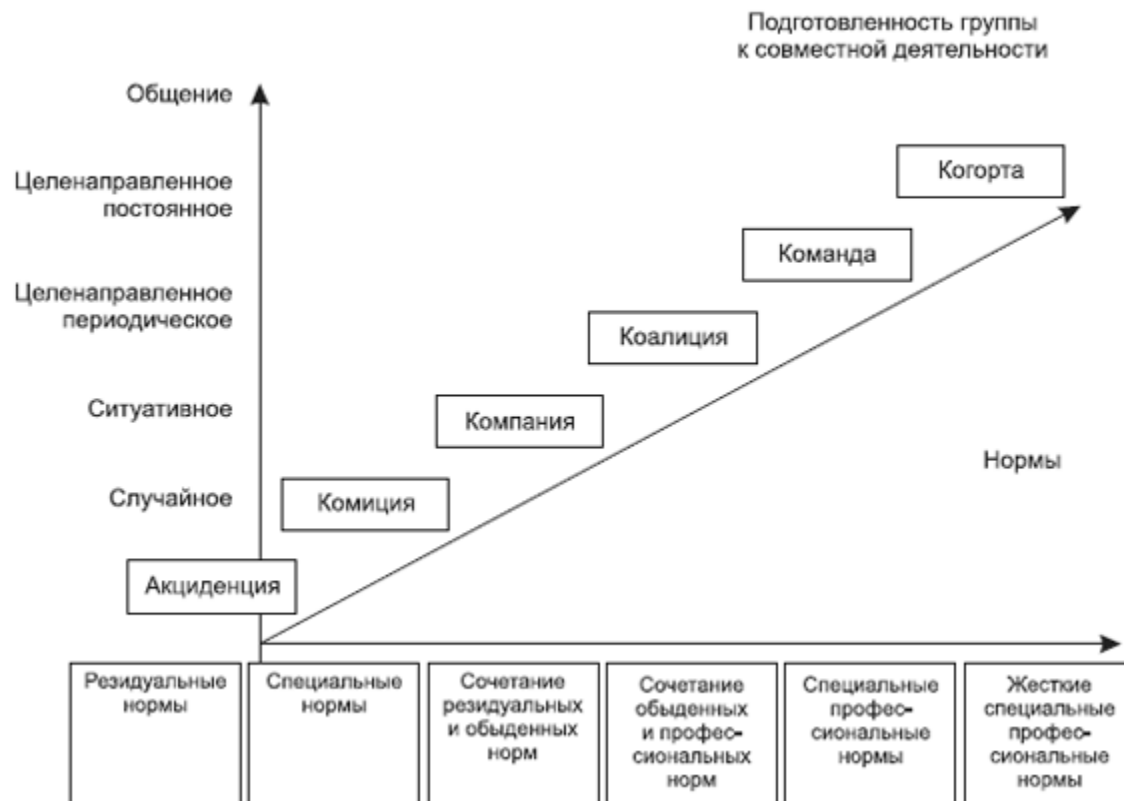 Подготовленность группы
к совместной деятельности
Общение
Целенаправленное
постоянное
Целенаправленное
периодическое
Ситуативное
Случайное
Когорта
Команда
Коалиция
Компания
Комиция
Акциденция
Нормы
Резидуальные
нормы
Специальные
нормы
Сочетание
резидуальных
и обыденных
норм
Сочетание
обыденных
и профес-
сиональных
норм
Специальные
профес-
сиональные
нормы
Жесткие
специальные
профес-
сиональные
нормы